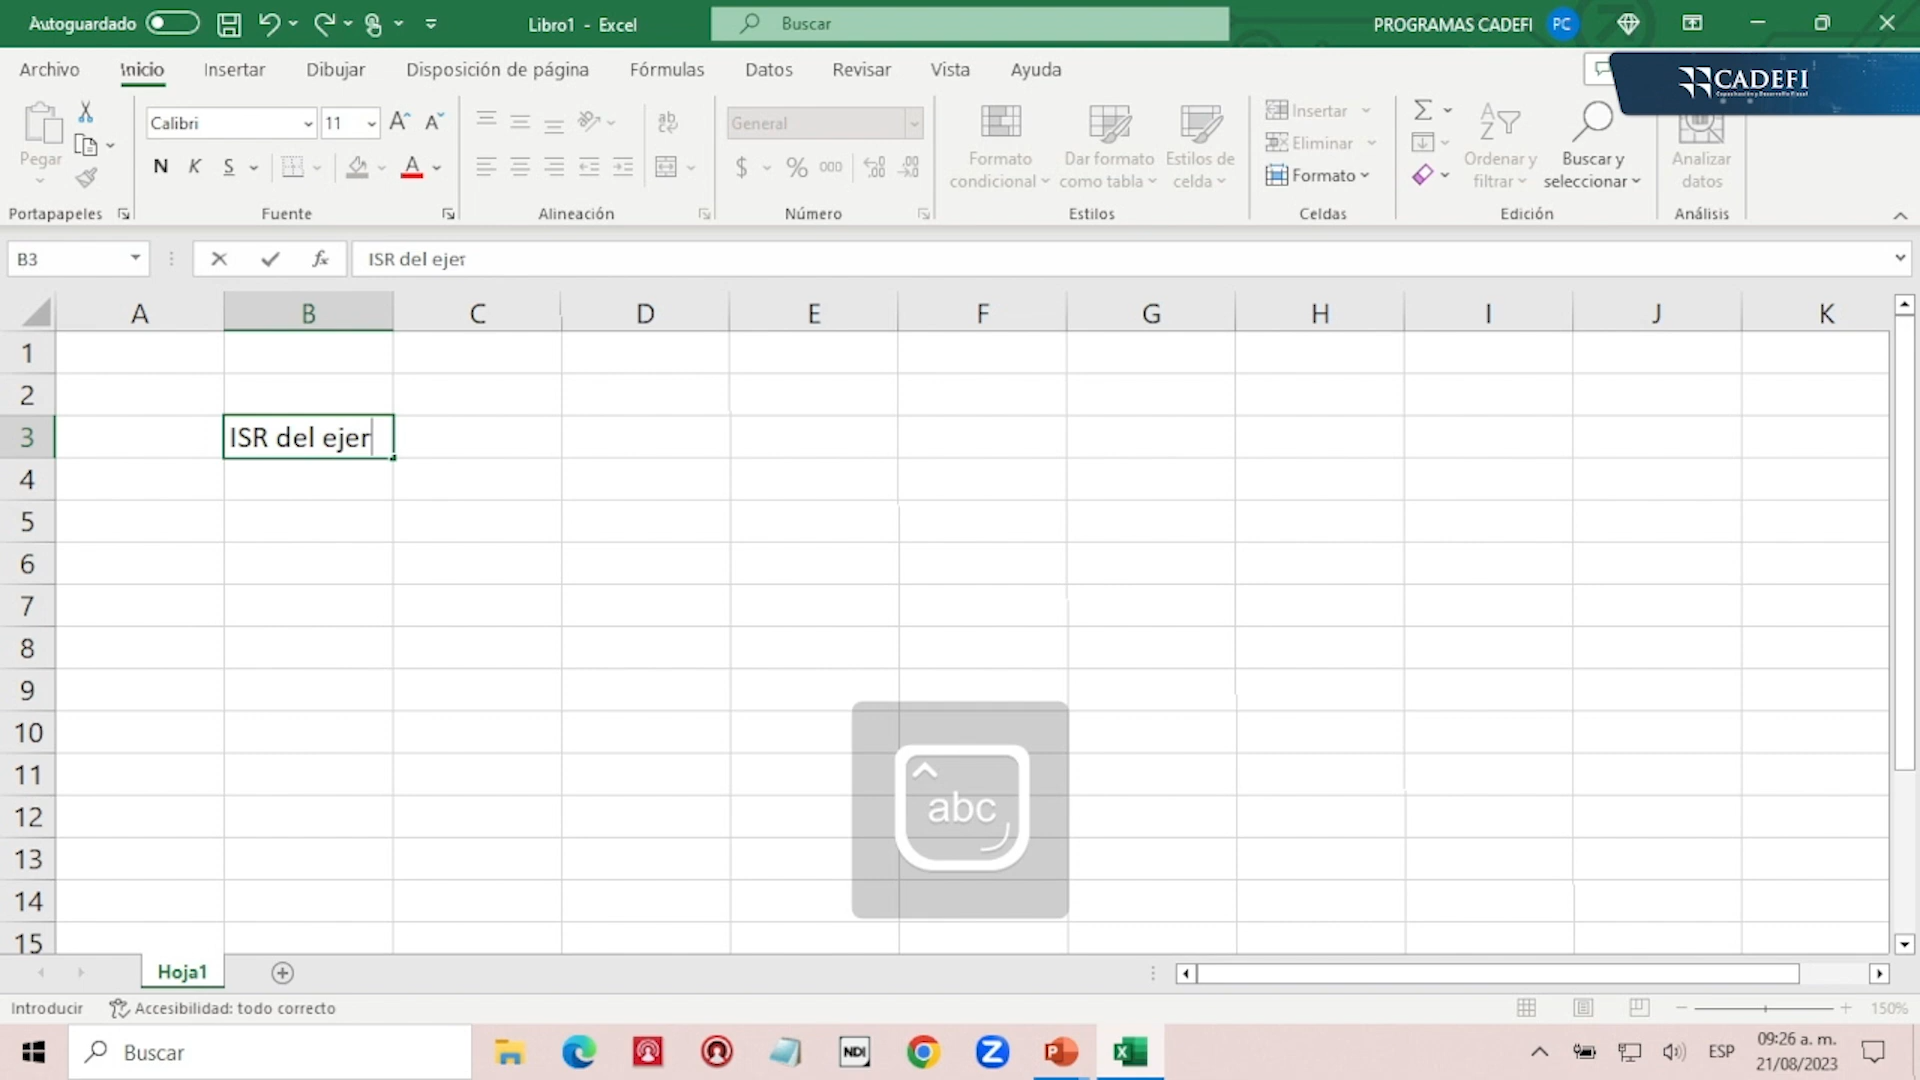 Autoguardado
Libro1 - Excel
Buscar
PROGRAMAS CADEFI
PC
Archivo
Inicio
Insertar
Dibujar
Disposición de página
Fórmulas
Datos
Revisar
Vista
Ayuda
CADEFI
Pegar
Portapapeles
Calibri
11
N K S
Fuente
Alineación
General
$ % 000
Número
Formato condicional
Dar formato como tabla
Estilos de celda
Estilos
Insertar
Eliminar
Formato
Celdas
Ordenar y filtrar
Buscar y seleccionar
Edición
Analizar datos
Análisis
B3
fx
ISR del ejer
A B C D E F G H I J K
1
2
3 ISR del ejer
4
5
6
7
8
9
10
11
12
13
14
15
abc
Hoja1
Introducir
Accesibilidad: todo correcto
150%
Buscar
NDI
ESP
09:26 a. m.
21/08/2023